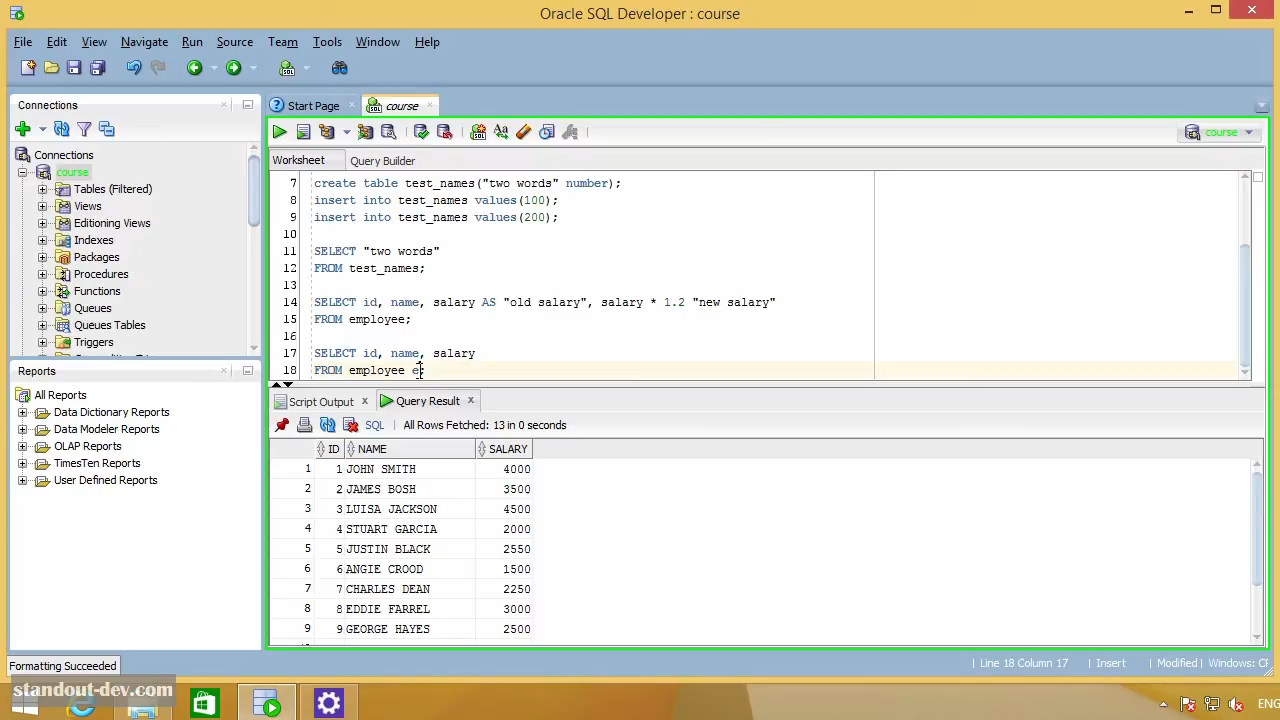 Oracle SQL Developer : course
File Edit View Navigate Run Source Team Tools Window Help
Connections
Start Page
course
course
Worksheet
Query Builder
Connections
course
Tables (Filtered)
Views
Editioning Views
Indexes
Packages
Procedures
Functions
Queues
Queues Tables
Triggers
7 create table test_names("two words" number);
8 insert into test_names values(100);
9 insert into test_names values(200);
10
11 SELECT "two words"
12 FROM test_names;
13
14 SELECT id, name, salary AS "old salary", salary * 1.2 "new salary"
15 FROM employee;
16
17 SELECT id, name, salary
18 FROM employee e;
Reports
All Reports
Data Dictionary Reports
Data Modeler Reports
OLAP Reports
TimesTen Reports
User Defined Reports
Script Output
Query Result
SQL
All Rows Fetched: 13 in 0 seconds
ID NAME SALARY
1 1 JOHN SMITH 4000
2 2 JAMES BOSH 3500
3 3 LUISA JACKSON 4500
4 4 STUART GARCIA 2000
5 5 JUSTIN BLACK 2550
6 6 ANGIE CROOD 1500
7 7 CHARLES DEAN 2250
8 8 EDDIE FARREL 3000
9 9 GEORGE HAYES 2500
Formatting Succeeded
Line 18 Column 17
Insert
Modified
Windows: CF
standout-dev.com
ENG